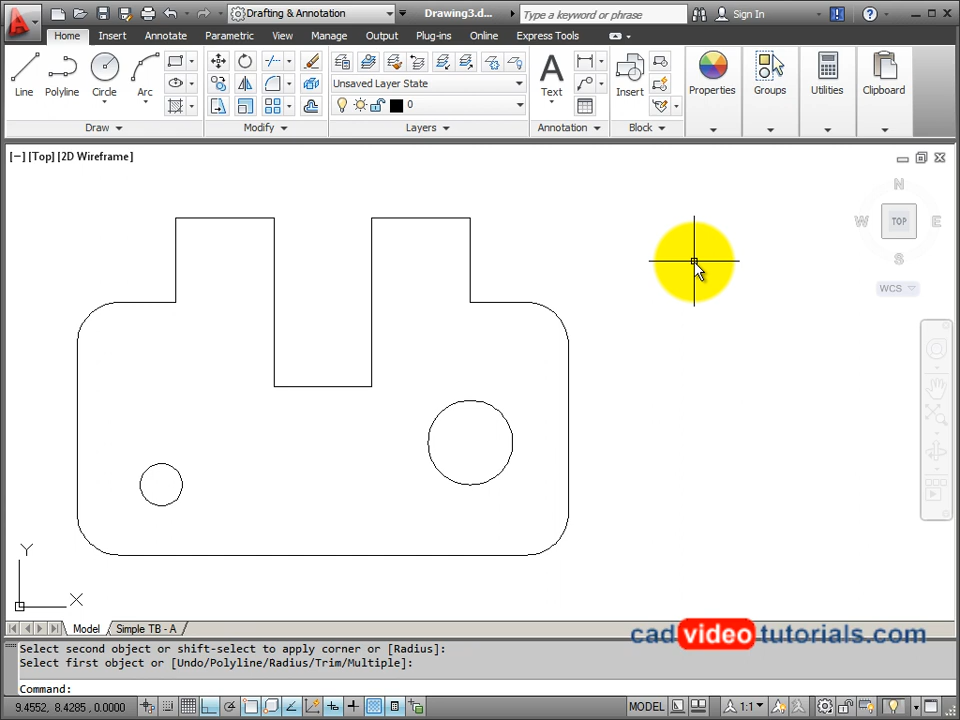 Drafting & Annotation
Drawing3.d...
Type a keyword or phrase
Sign In
Home Insert Annotate Parametric View Manage Output Plug-ins Online Express Tools
Unsaved Layer State
0
Line Polyline Circle Arc
Text
Insert
Properties Groups Utilities Clipboard
Draw Modify Layers Annotation Block
[−] [Top] [2D Wireframe]
N
W TOP E
S
WCS
Y
X
Model Simple TB - A
cad video tutorials.com
Select second object or shift-select to apply corner or [Radius]:
Select first object or [Undo/Polyline/Radius/Trim/Multiple]:
Command:
9.4552, 8.4285, 0.0000
MODEL
1:1